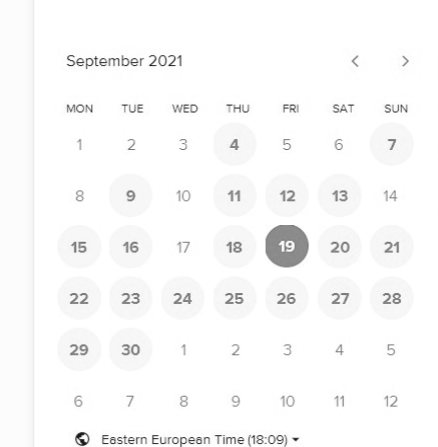 September 2021
MON TUE WED THU FRI SAT SUN
1 2 3 4 5 6 7
8 9 10 11 12 13 14
15 16 17 18 19 20 21
22 23 24 25 26 27 28
29 30 1 2 3 4 5
6 7 8 9 10 11 12
Eastern European Time (18:09)